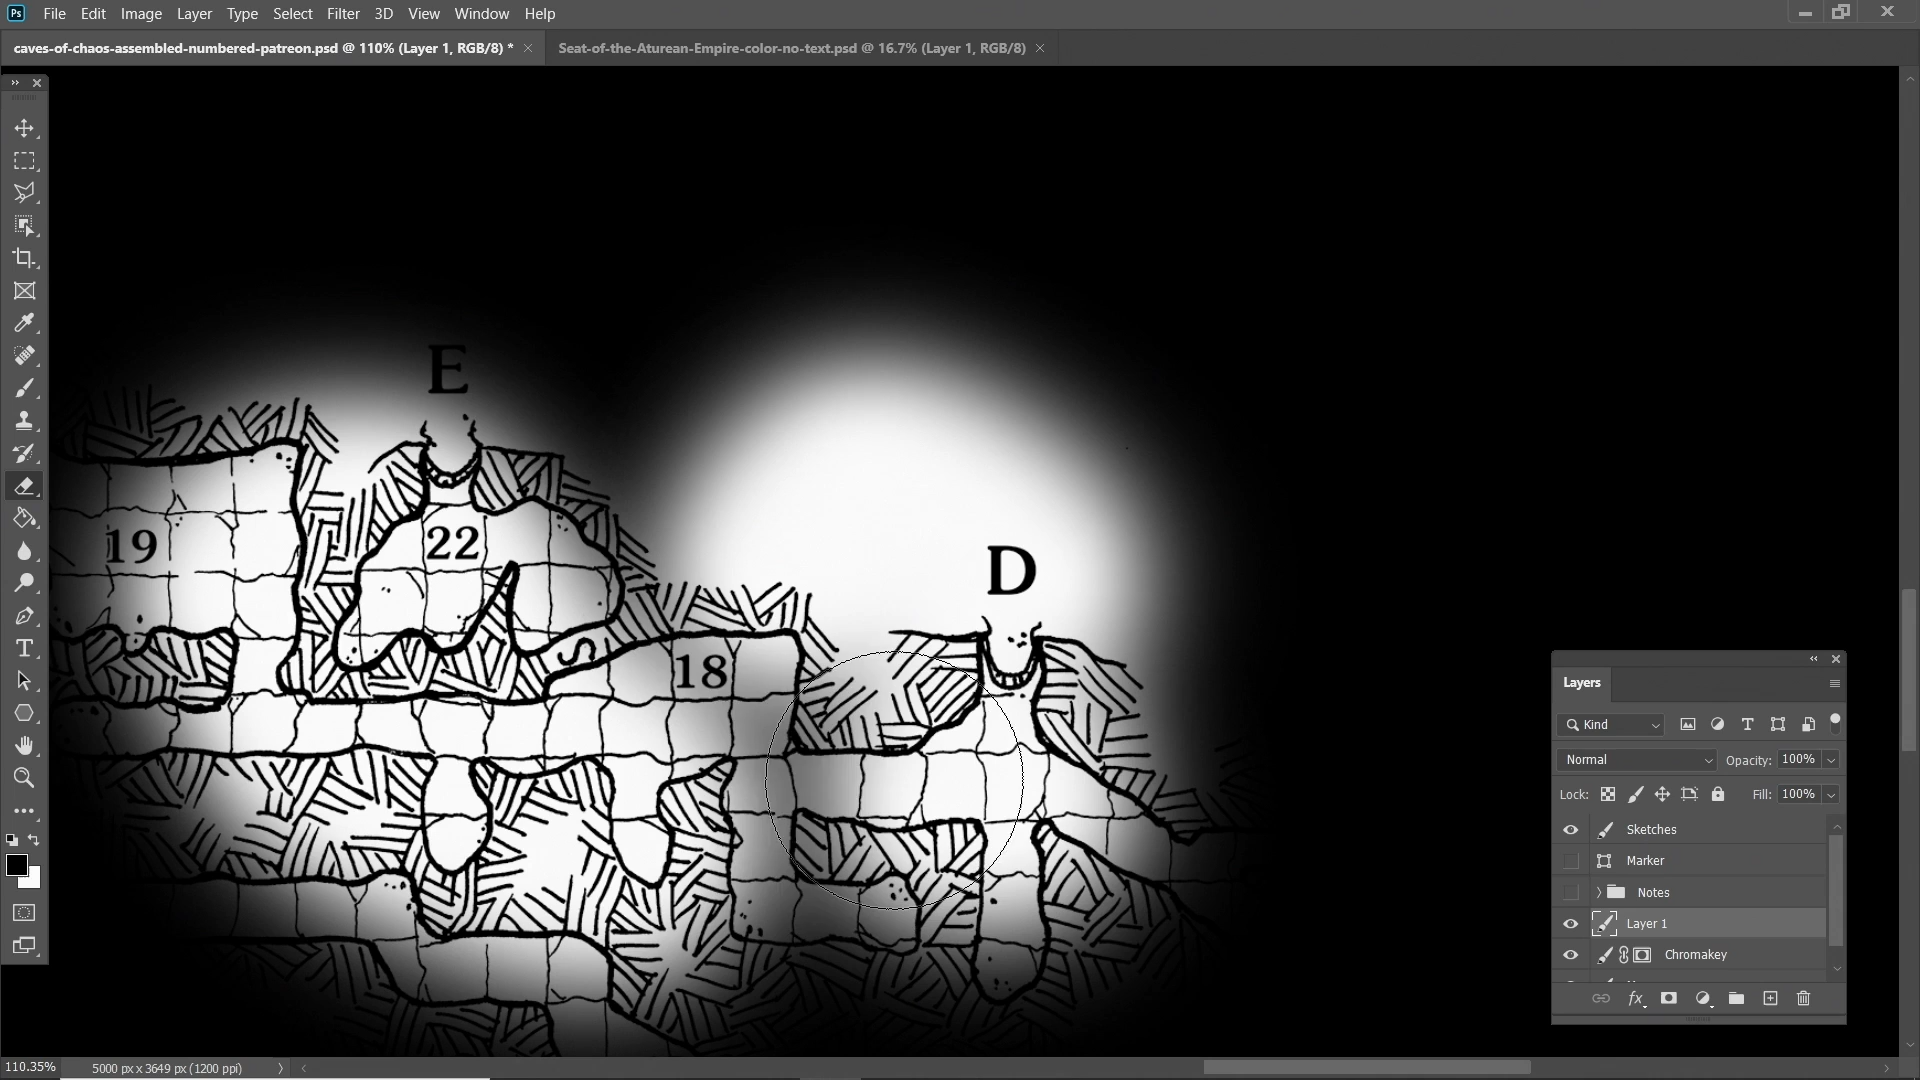 Ps File Edit Image Layer Type Select Filter 3D View Window Help
caves-of-chaos-assembled-numbered-patreon.psd @ 110% (Layer 1, RGB/8) * ×
Seat-of-the-Aturean-Empire-color-no-text.psd @ 16.7% (Layer 1, RGB/8) ×
E
19
22
D
S
18
Layers
Kind
Normal
Opacity: 100%
Lock:
Fill: 100%
Sketches
Marker
Notes
Layer 1
Chromakey
fx
110.35%
5000 px x 3649 px (1200 ppi)